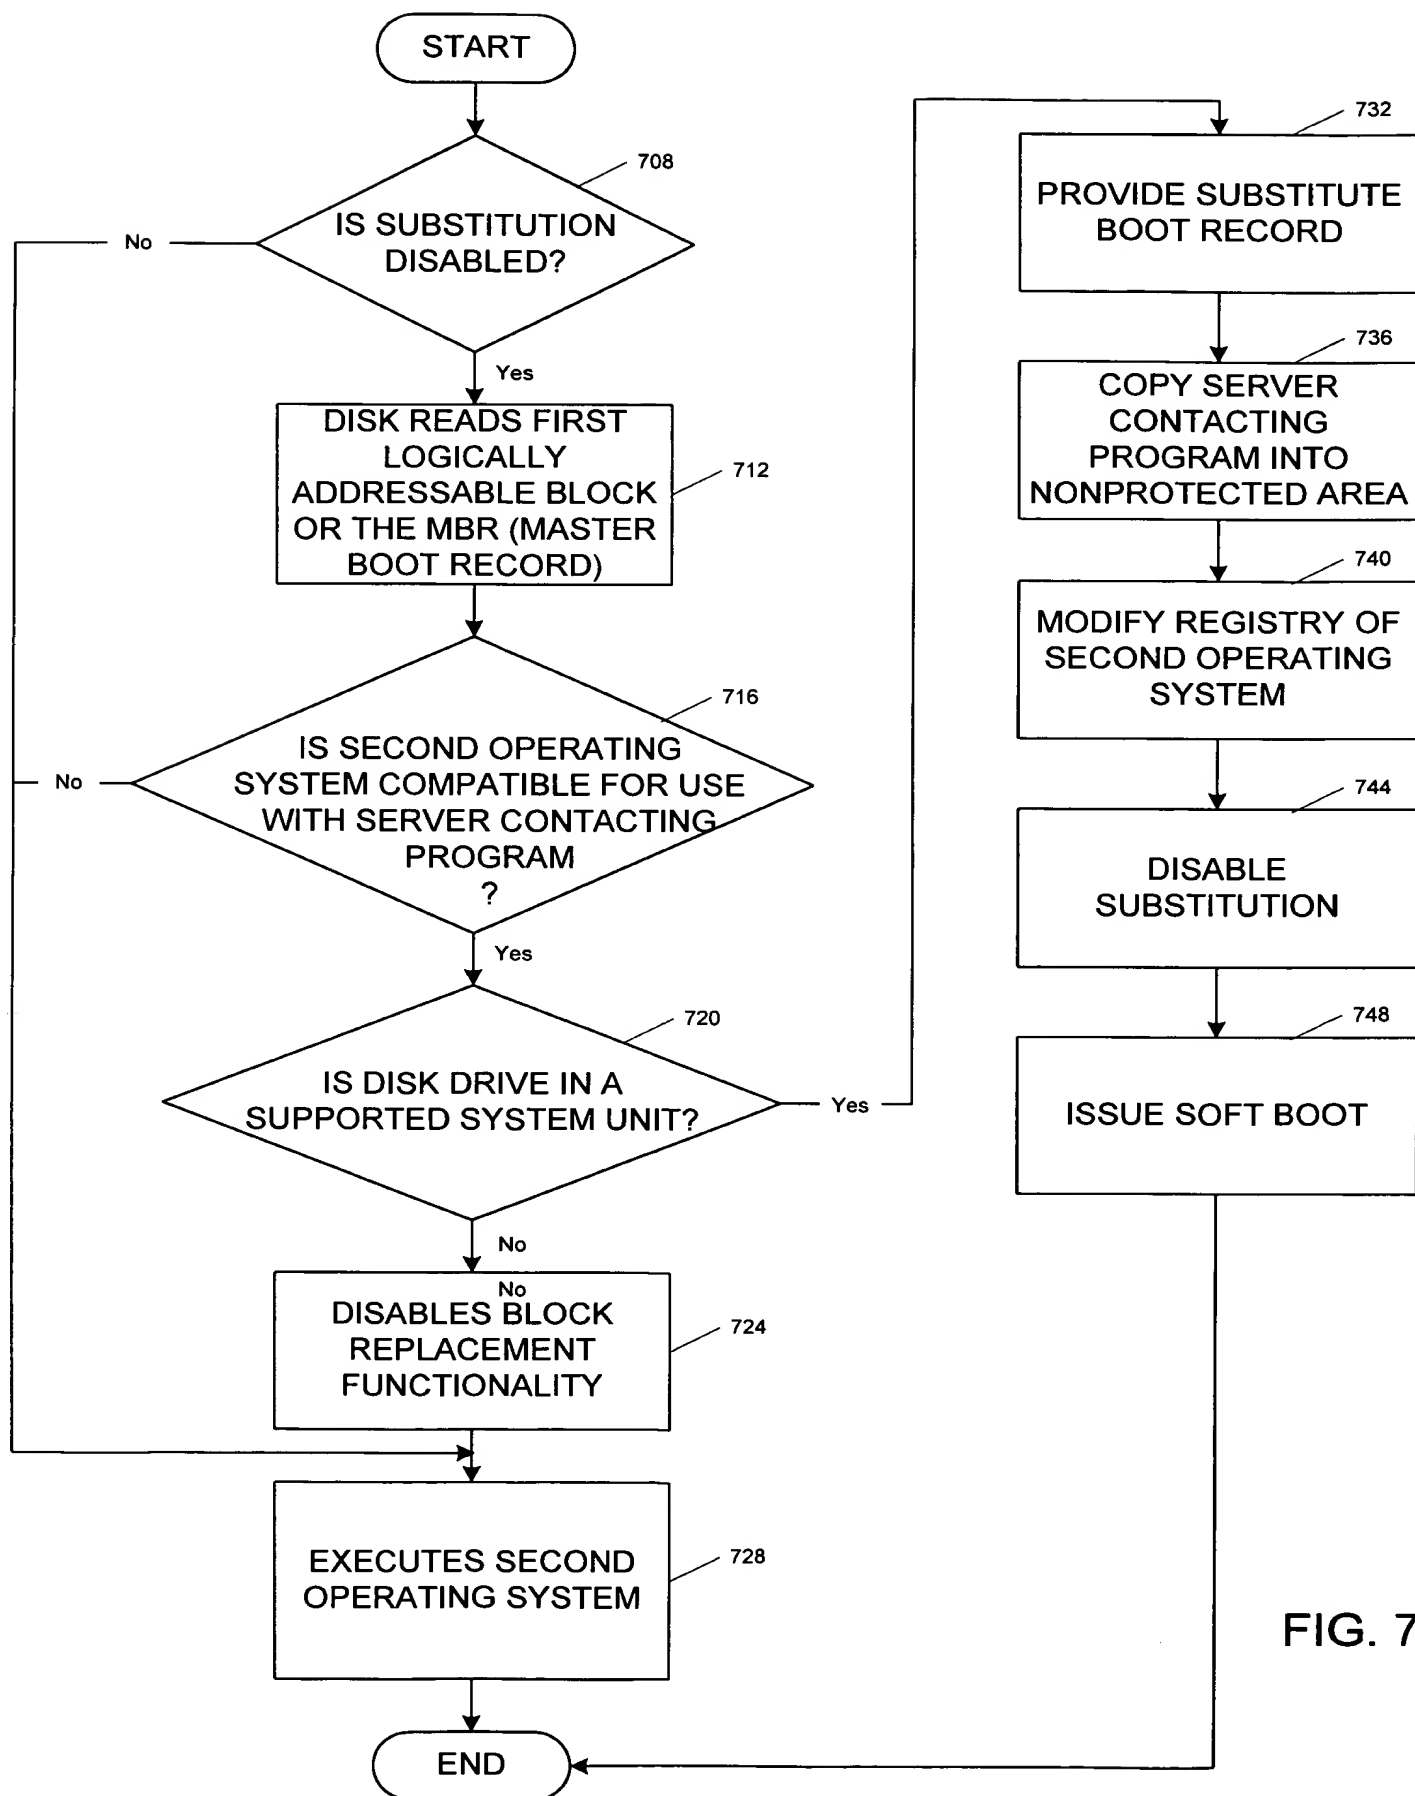 START
708
IS SUBSTITUTION
DISABLED?
No
Yes
DISK READS FIRST
LOGICALLY
ADDRESSABLE BLOCK
OR THE MBR (MASTER
BOOT RECORD)
712
716
IS SECOND OPERATING
SYSTEM COMPATIBLE FOR USE
WITH SERVER CONTACTING
PROGRAM
?
No
Yes
720
IS DISK DRIVE IN A
SUPPORTED SYSTEM UNIT?
Yes
No
No
DISABLES BLOCK
REPLACEMENT
FUNCTIONALITY
724
EXECUTES SECOND
OPERATING SYSTEM
728
END
732
PROVIDE SUBSTITUTE
BOOT RECORD
736
COPY SERVER
CONTACTING
PROGRAM INTO
NONPROTECTED AREA
740
MODIFY REGISTRY OF
SECOND OPERATING
SYSTEM
744
DISABLE
SUBSTITUTION
748
ISSUE SOFT BOOT
FIG. 7